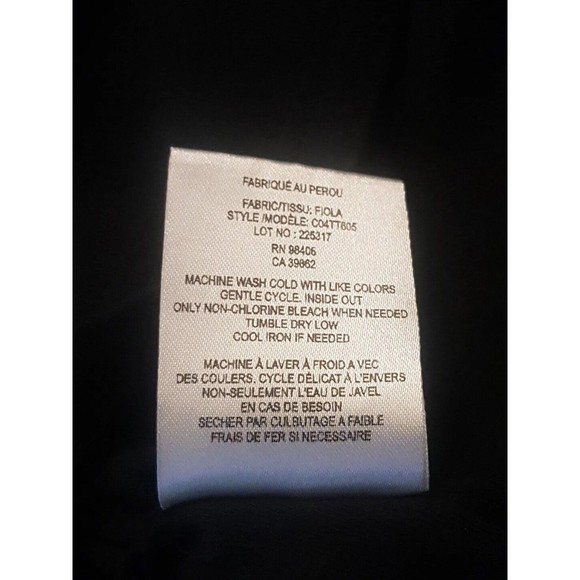 FABRIQUÉ AU PEROU
FABRIC/TISSU: FIOLA
STYLE /MODÈLE: C04TT605
LOT NO : 225317
RN 98406
CA 39662
MACHINE WASH COLD WITH LIKE COLORS
GENTLE CYCLE. INSIDE OUT
ONLY NON-CHLORINE BLEACH WHEN NEEDED
TUMBLE DRY LOW
COOL IRON IF NEEDED
MACHINE À LAVER À FROID A VEC
DES COULERS. CYCLE DÉLICAT À L'ENVERS
NON-SEULEMENT L'EAU DE JAVEL
EN CAS DE BESOIN
SECHER PAR CULBUTAGE A FAIBLE
FRAIS DE FER SI NECESSAIRE